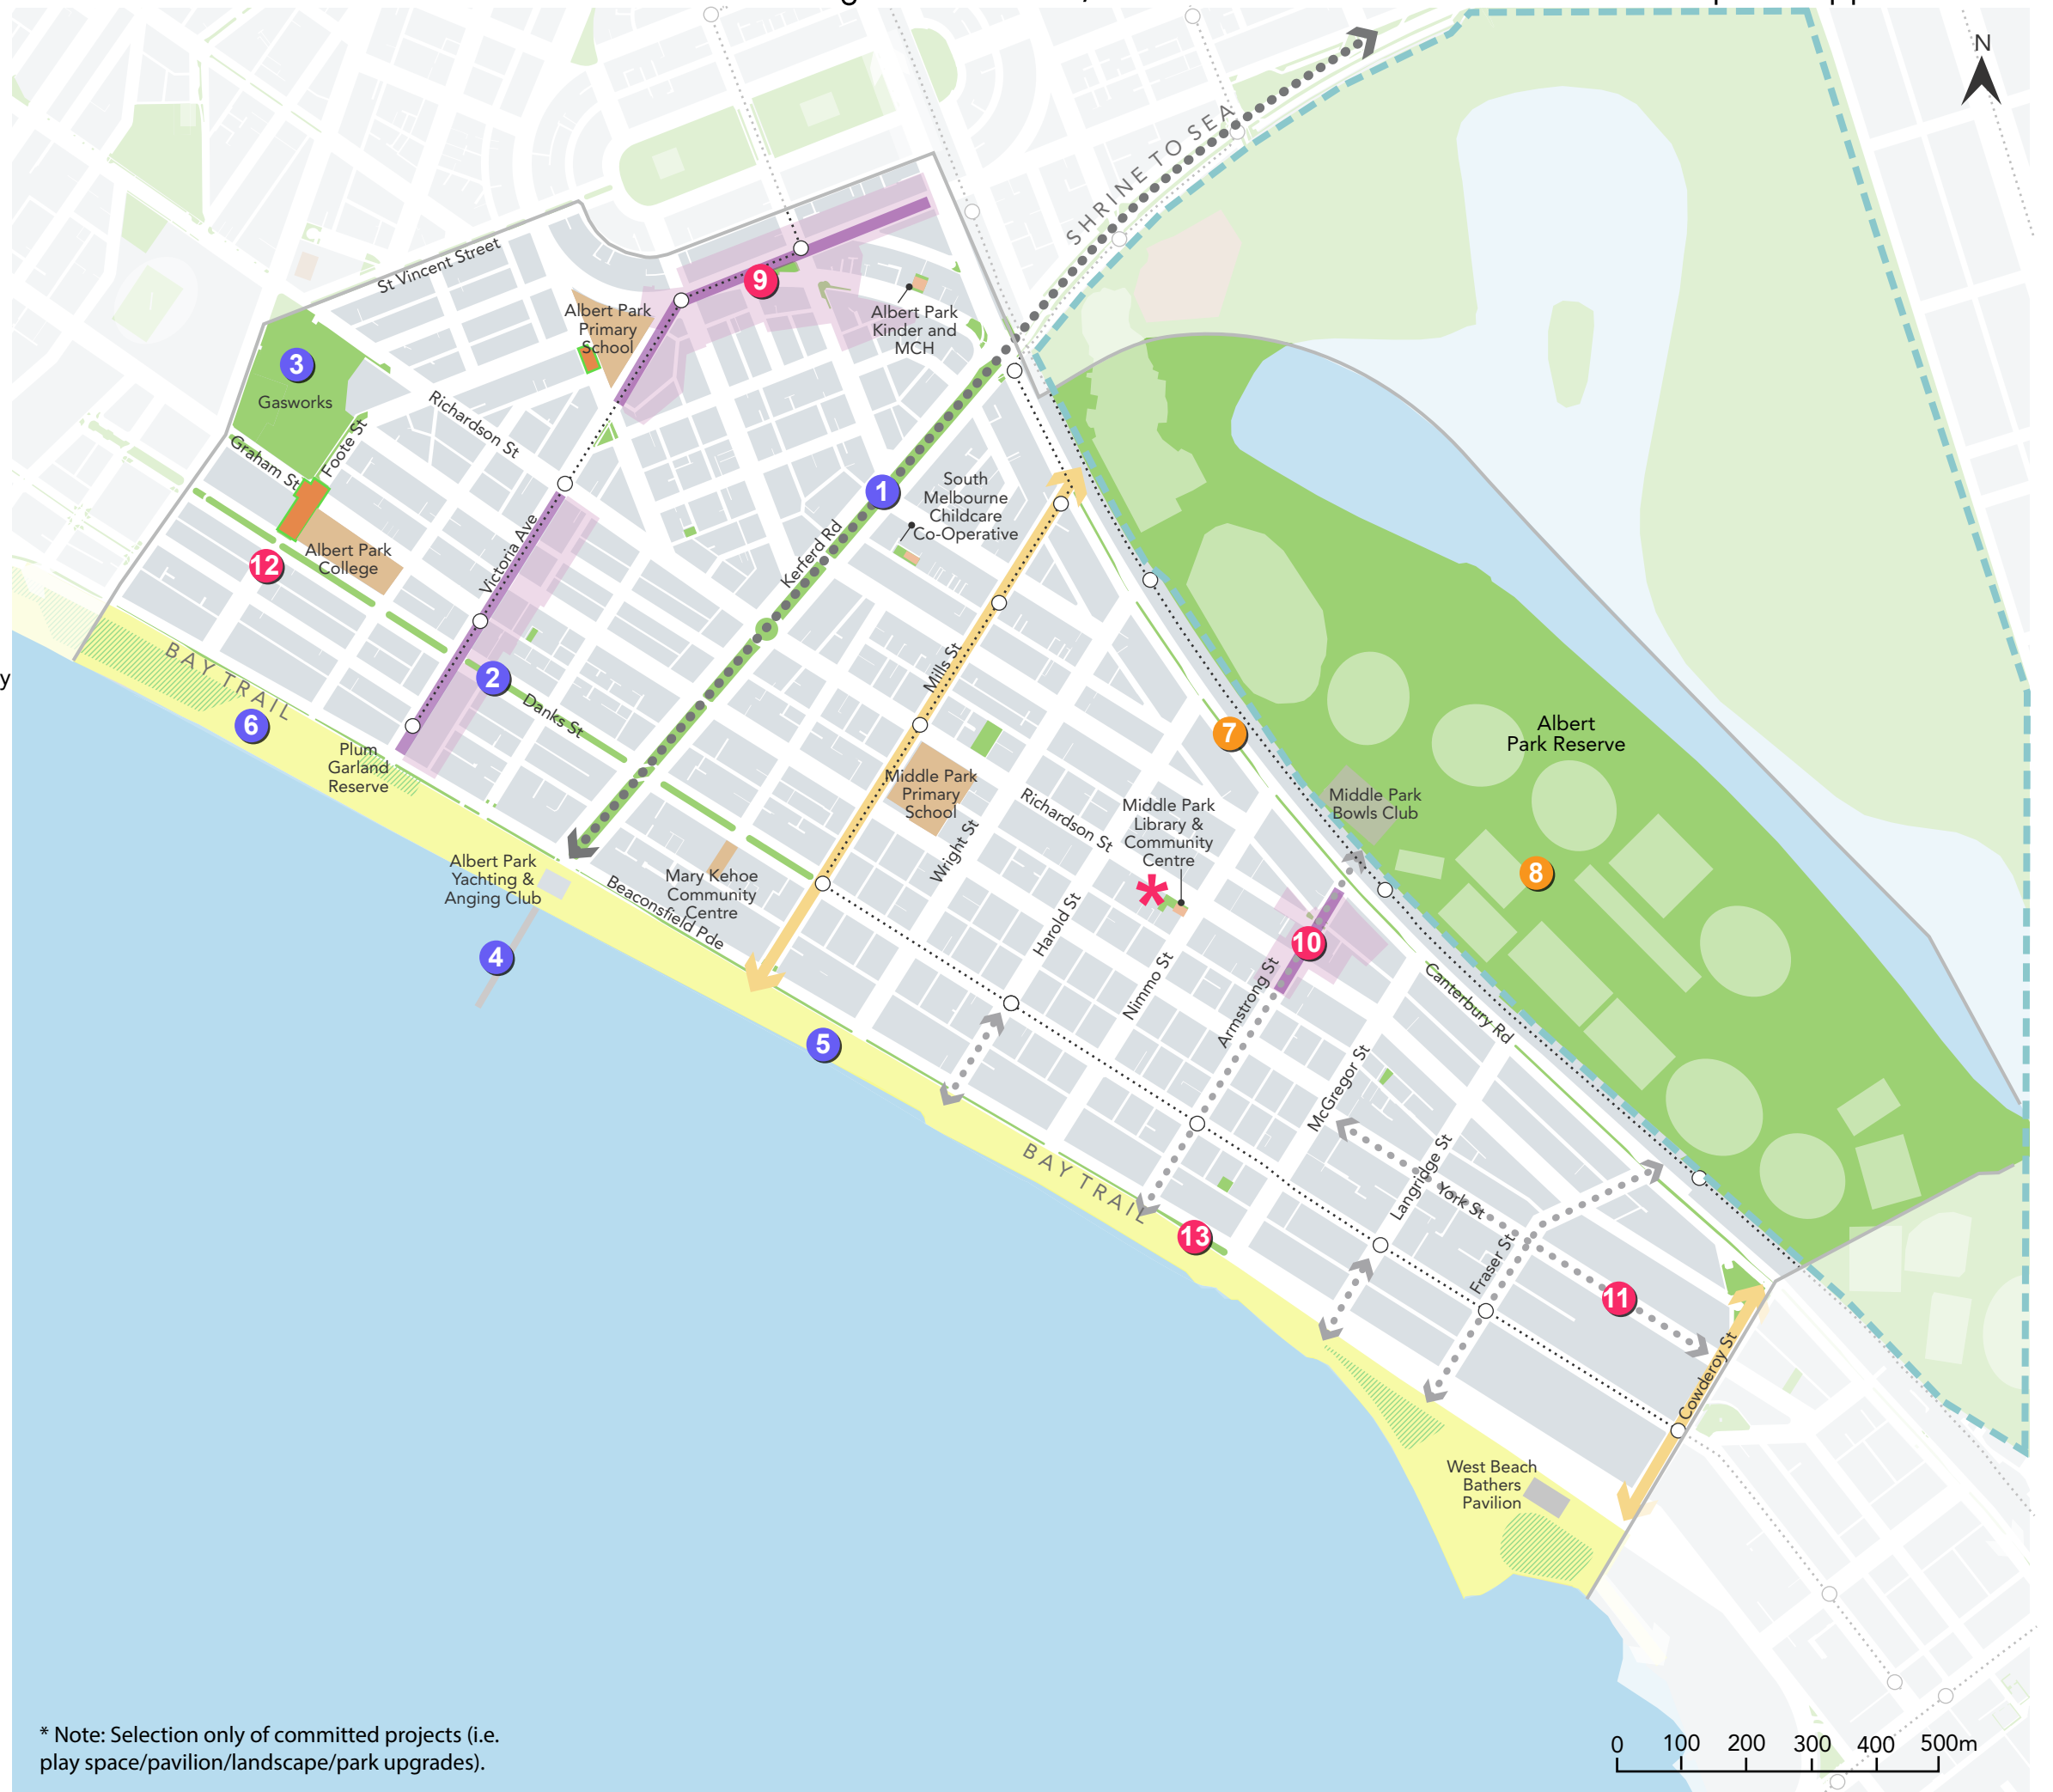 N
SHRINE TO SEA
St Vincent Street
9
Albert Park
Primary
School
Albert Park
Kinder and
MCH
3
Gasworks
Richardson St
Foote St
Graham St
1
South
Melbourne
Childcare
Co-Operative
Kerferd Rd
Victoria Ave
Albert Park
College
12
Mills St
2
Danks St
BAY TRAIL
6
7
Albert
Park Reserve
Plum
Garland
Reserve
Middle Park
Primary
School
Middle Park
Bowls Club
Richardson St
Middle Park
Library &
Community
Centre
*
8
Wright St
Albert Park
Yachting &
Anging Club
Mary Kehoe
Community
Centre
Beaconsfield Pde
Harold St
10
4
Nimmo St
Armstrong St
Canterbury Rd
5
McGregor St
BAY TRAIL
Langridge St
York St
13
Fraser St
11
Cowderoy St
West Beach
Bathers
Pavilion
* Note: Selection only of committed projects (i.e.
play space/pavilion/landscape/park upgrades).
0 100 200 300 400 500m